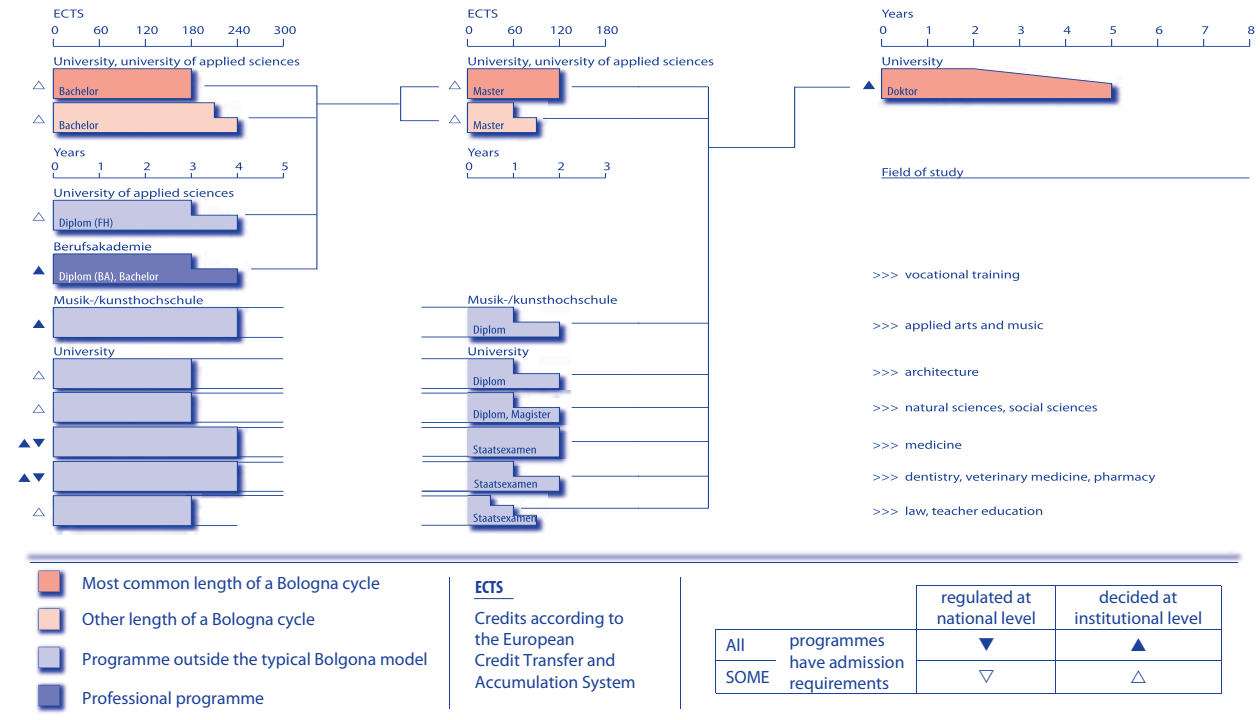 ECTS
0 60 120 180 240 300
University, university of applied sciences
Bachelor
Bachelor
Years
0 1 2 3 4 5
University of applied sciences
Diplom (FH)
Berufsakademie
Diplom (BA), Bachelor
Musik-/kunsthochschule
University
ECTS
0 60 120 180
University, university of applied sciences
Master
Master
Years
0 1 2 3
Musik-/kunsthochschule
Diplom
University
Diplom
Diplom, Magister
Staatsexamen
Staatsexamen
Staatsexamen
Years
0 1 2 3 4 5 6 7 8
University
Doktor
Field of study
>>> vocational training
>>> applied arts and music
>>> architecture
>>> natural sciences, social sciences
>>> medicine
>>> dentistry, veterinary medicine, pharmacy
>>> law, teacher education
Most common length of a Bologna cycle
Other length of a Bologna cycle
Programme outside the typical Bolgona model
Professional programme
ECTS
Credits according to
the European
Credit Transfer and
Accumulation System
regulated at
national level
decided at
institutional level
All
SOME
programmes
have admission
requirements